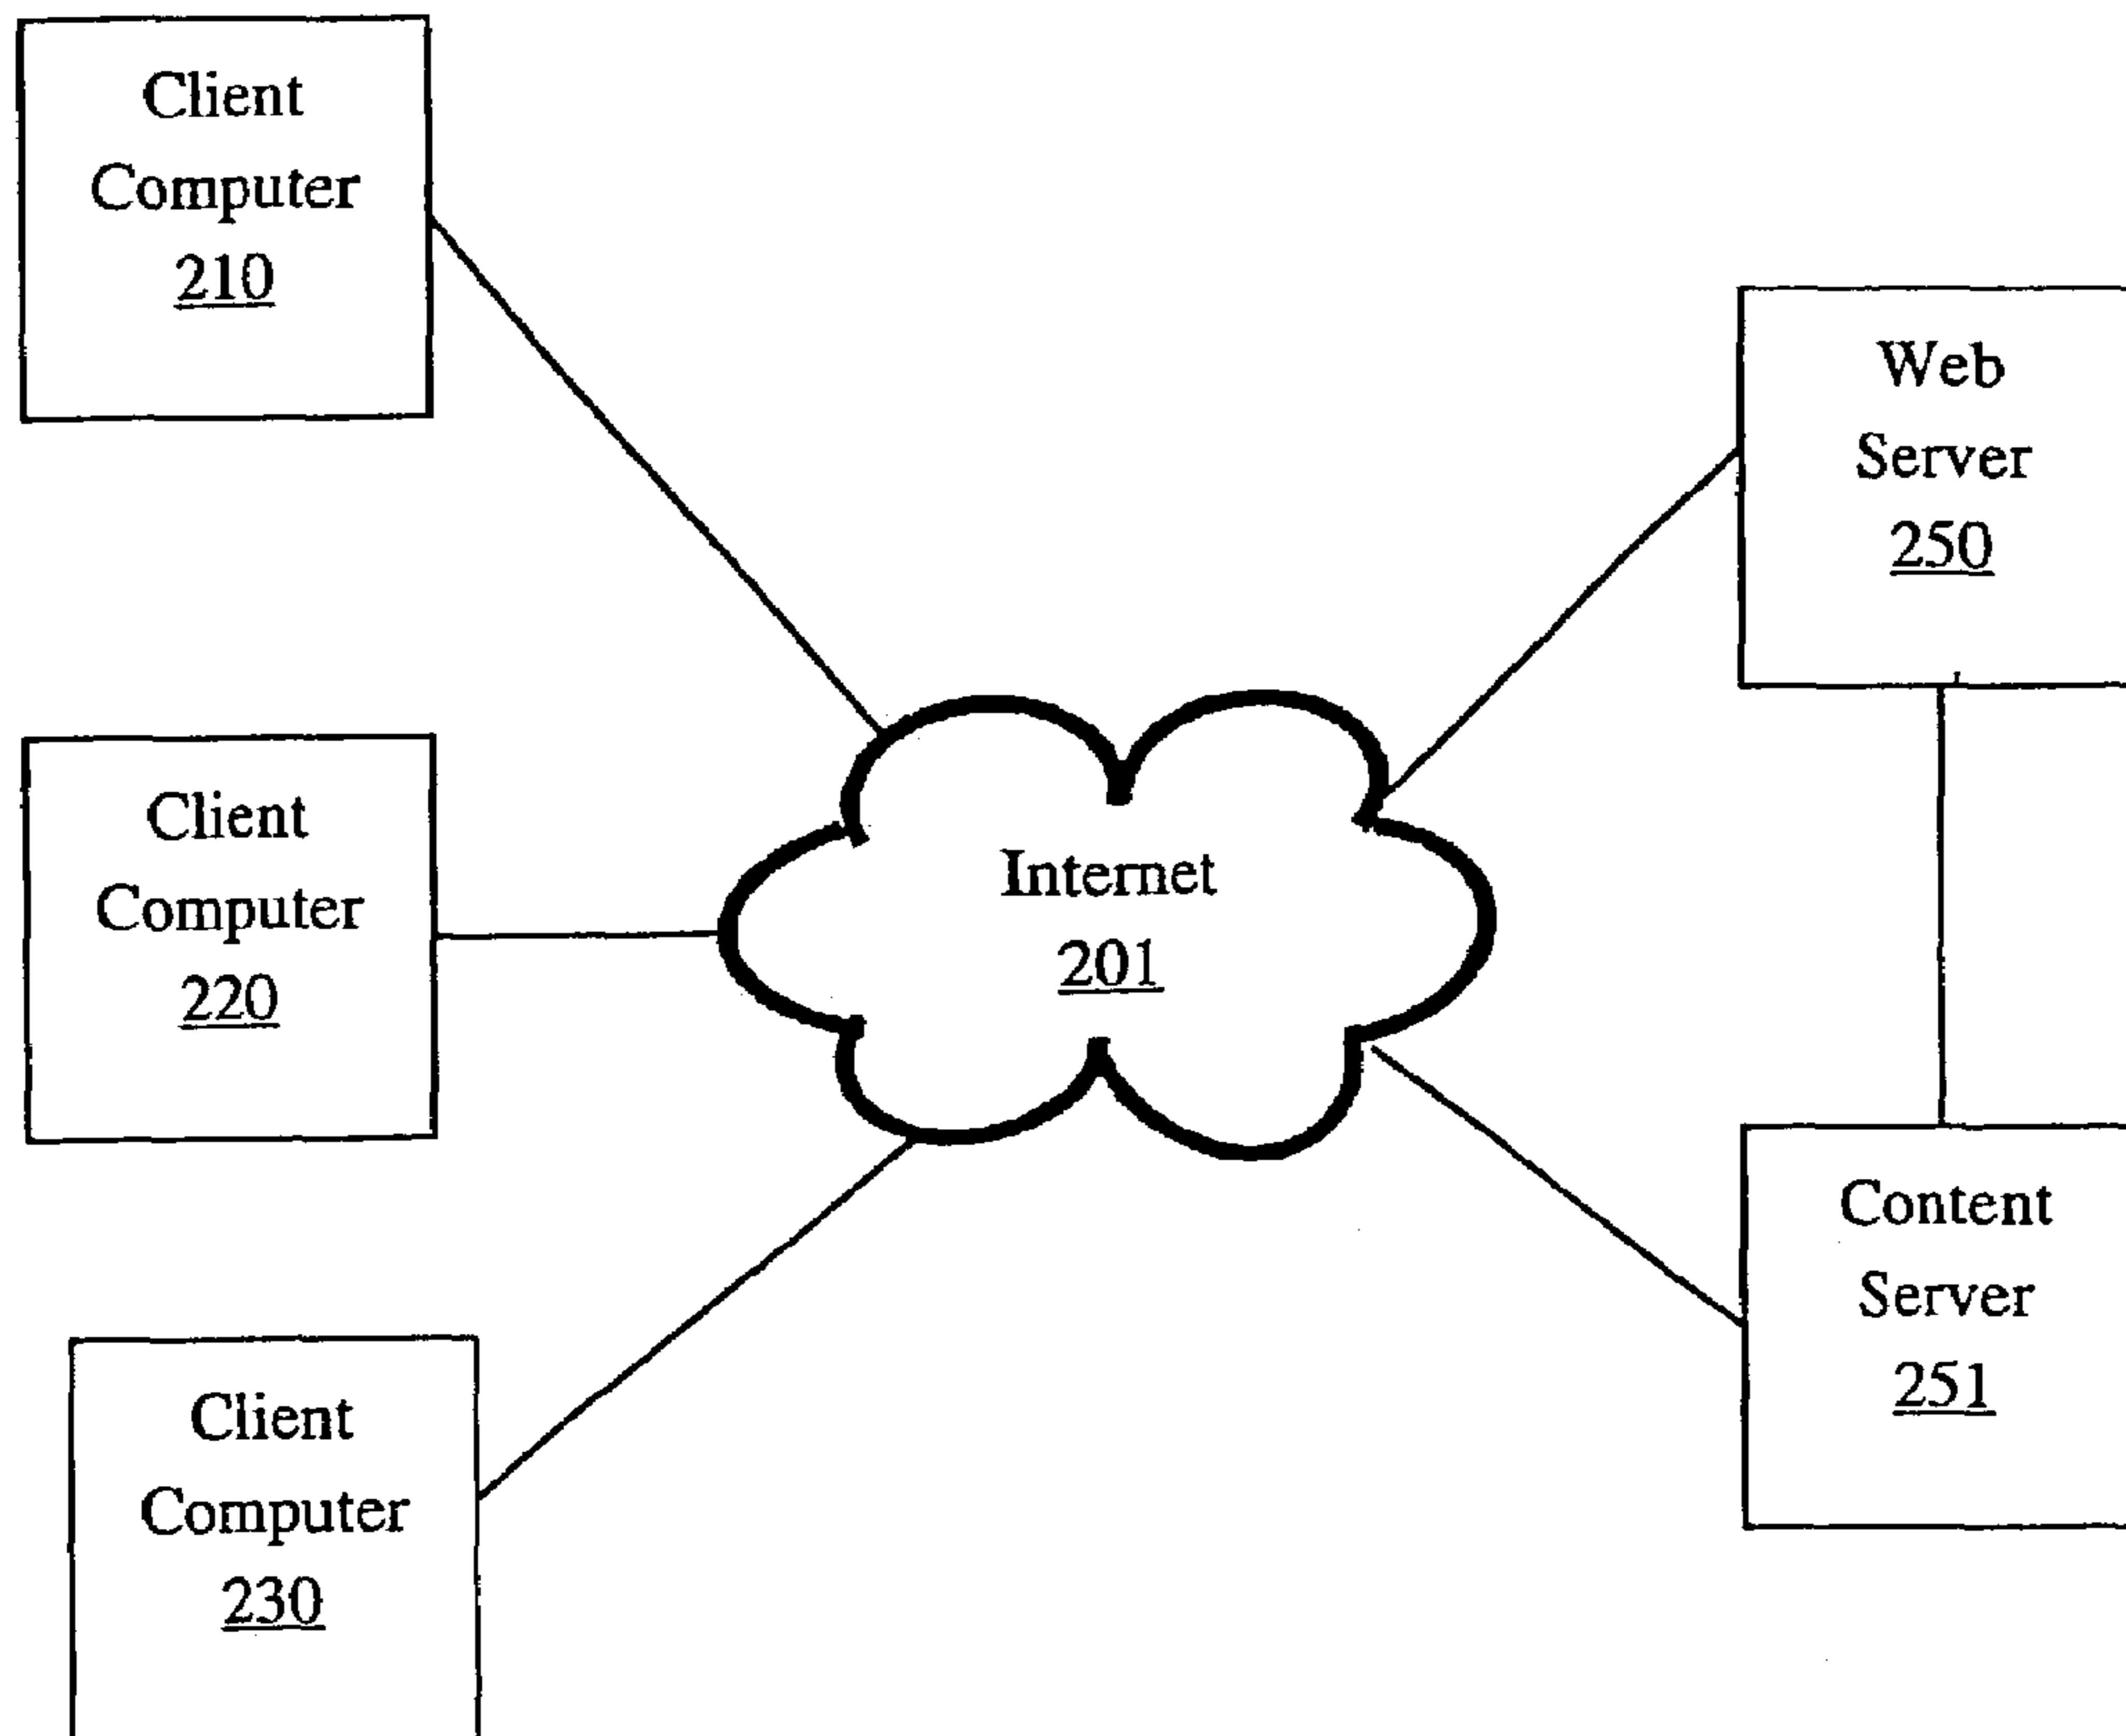 Client
Computer
210
Client
Computer
220
Client
Computer
230
Internet
201
Web
Server
250
Content
Server
251